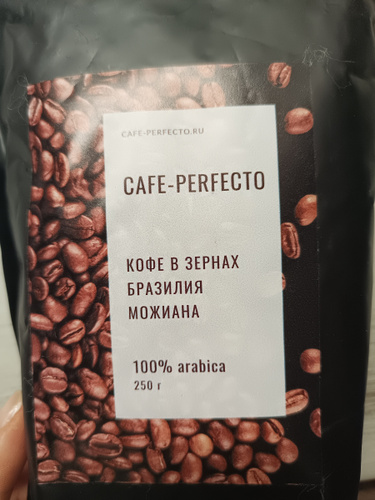 CAFE-PERFECTO.RU
CAFE-PERFECTO
КОФЕ В ЗЕРНАХ
БРАЗИЛИЯ
МОЖИАНА
100% arabica
250 г